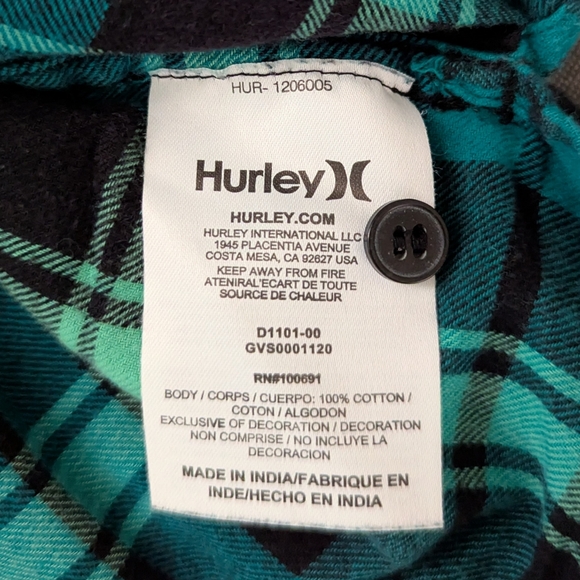 HUR- 1206005
Hurley
HURLEY.COM
HURLEY INTERNATIONAL LLC
1945 PLACENTIA AVENUE
COSTA MESA, CA 92627 USA
KEEP AWAY FROM FIRE
ATENIRAL'ECART DE TOUTE
SOURCE DE CHALEUR
D1101-00
GVS0001120
RN#100691
BODY / CORPS / CUERPO: 100% COTTON /
COTON / ALGODON
EXCLUSIVE OF DECORATION / DECORATION
NON COMPRISE / NO INCLUYE LA
DECORACION
MADE IN INDIA/FABRIQUE EN
INDE/HECHO EN INDIA